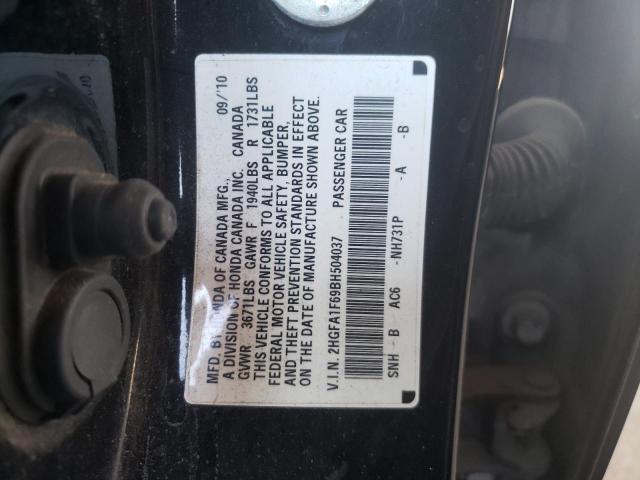 MFD. BY HONDA OF CANADA MFG., 09/'10
A DIVISION OF HONDA CANADA INC. CANADA
GVWR 3671LBS GAWR F 1940LBS R 1731LBS
THIS VEHICLE CONFORMS TO ALL APPLICABLE
FEDERAL MOTOR VEHICLE SAFETY, BUMPER,
AND THEFT PREVENTION STANDARDS IN EFFECT
ON THE DATE OF MANUFACTURE SHOWN ABOVE.
V.I.N. 2HGFA1F69BH504037 PASSENGER CAR
SNH - B AC6 -NH731P -A -B